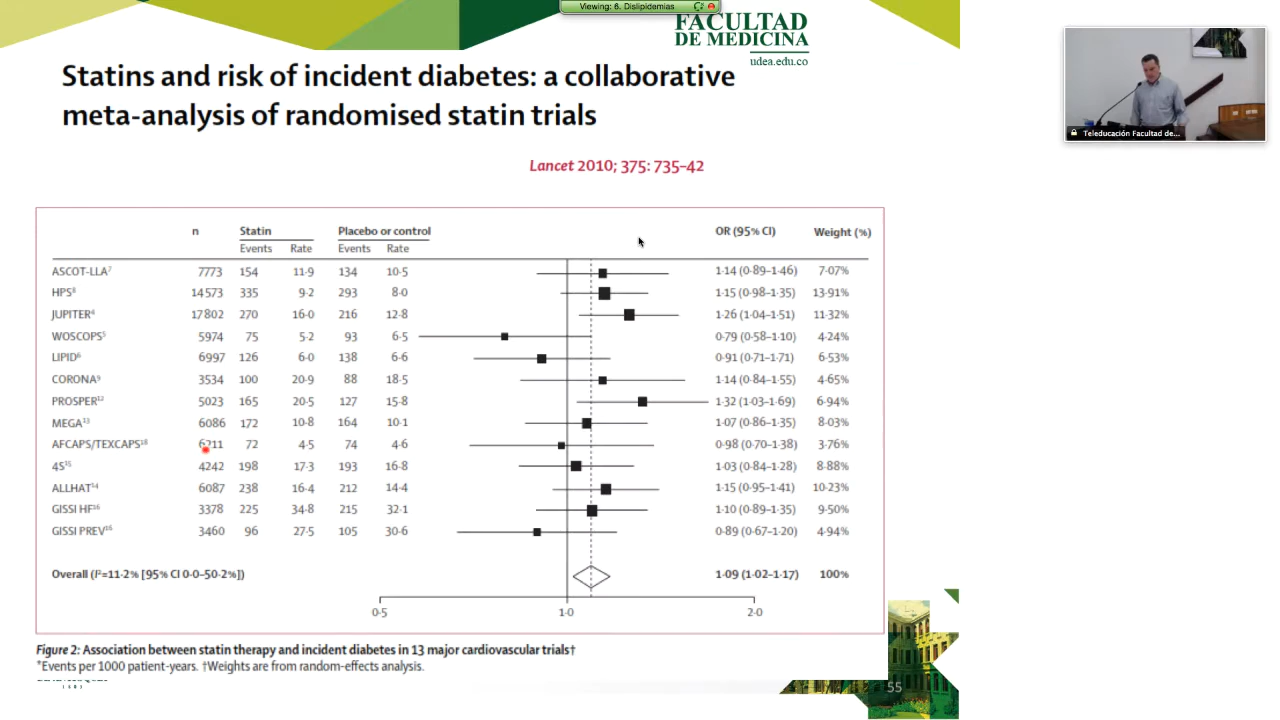 Viewing: 6. Dislipidemias
FACULTAD
DE MEDICINA
udea.edu.co
Statins and risk of incident diabetes: a collaborative
meta-analysis of randomised statin trials
Lancet 2010; 375: 735–42
Teleducación Facultad de...
n Statin Placebo or control OR (95% CI) Weight (%)
Events Rate Events Rate
ASCOT-LLA⁷ 7773 154 11·9 134 10·5 1·14 (0·89–1·46) 7·07%
HPS⁸ 14573 335 9·2 293 8·0 1·15 (0·98–1·35) 13·91%
JUPITER⁴ 17802 270 16·0 216 12·8 1·26 (1·04–1·51) 11·32%
WOSCOPS⁵ 5974 75 5·2 93 6·5 0·79 (0·58–1·10) 4·24%
LIPID⁶ 6997 126 6·0 138 6·6 0·91 (0·71–1·71) 6·53%
CORONA⁹ 3534 100 20·9 88 18·5 1·14 (0·84–1·55) 4·65%
PROSPER¹² 5023 165 20·5 127 15·8 1·32 (1·03–1·69) 6·94%
MEGA¹³ 6086 172 10·8 164 10·1 1·07 (0·86–1·35) 8·03%
AFCAPS/TEXCAPS¹⁸ 6211 72 4·5 74 4·6 0·98 (0·70–1·38) 3·76%
4S¹⁵ 4242 198 17·3 193 16·8 1·03 (0·84–1·28) 8·88%
ALLHAT¹⁴ 6087 238 16·4 212 14·4 1·15 (0·95–1·41) 10·23%
GISSI HF¹⁶ 3378 225 34·8 215 32·1 1·10 (0·89–1·35) 9·50%
GISSI PREV¹⁶ 3460 96 27·5 105 30·6 0·89 (0·67–1·20) 4·94%
Overall (I²=11·2% [95% CI 0·0–50·2%]) 1·09 (1·02–1·17) 100%
0·5 1·0 2·0
Figure 2: Association between statin therapy and incident diabetes in 13 major cardiovascular trials†
*Events per 1000 patient-years. †Weights are from random-effects analysis.
55